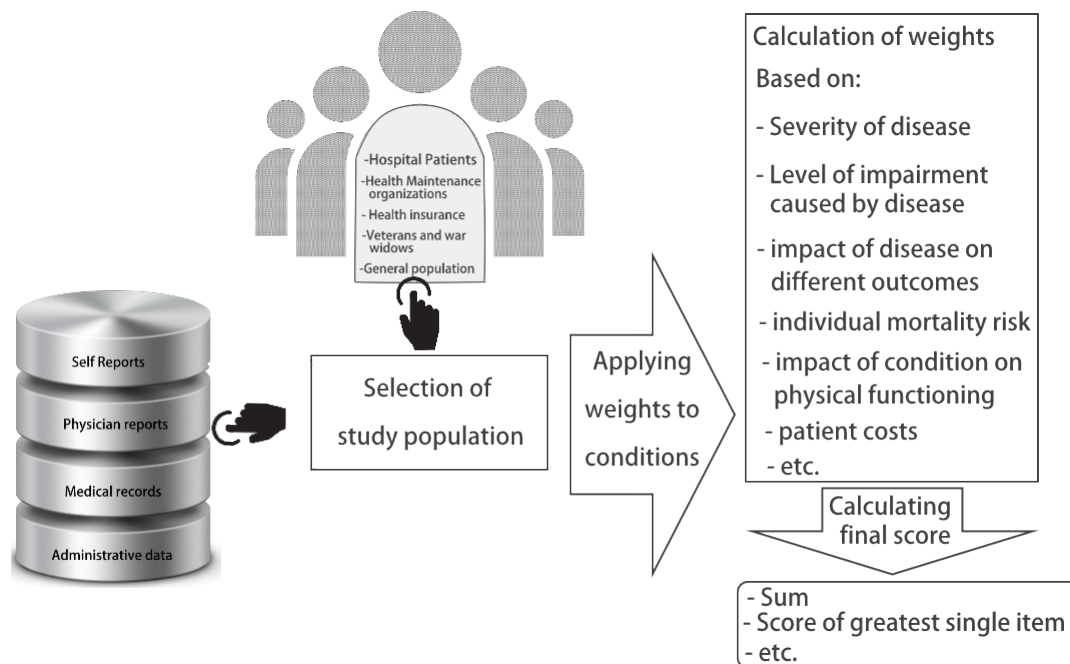 -Hospital Patients
-Health Maintenance
organizations
- Health insurance
-Veterans and war
widows
-General population
Self Reports
Physician reports
Medical records
Administrative data
Selection of
study population
Applying
weights to
conditions
Calculation of weights
Based on:
- Severity of disease
- Level of impairment
caused by disease
- impact of disease on
different outcomes
- individual mortality risk
- impact of condition on
physical functioning
- patient costs
- etc.
Calculating
final score
- Sum
- Score of greatest single item
- etc.